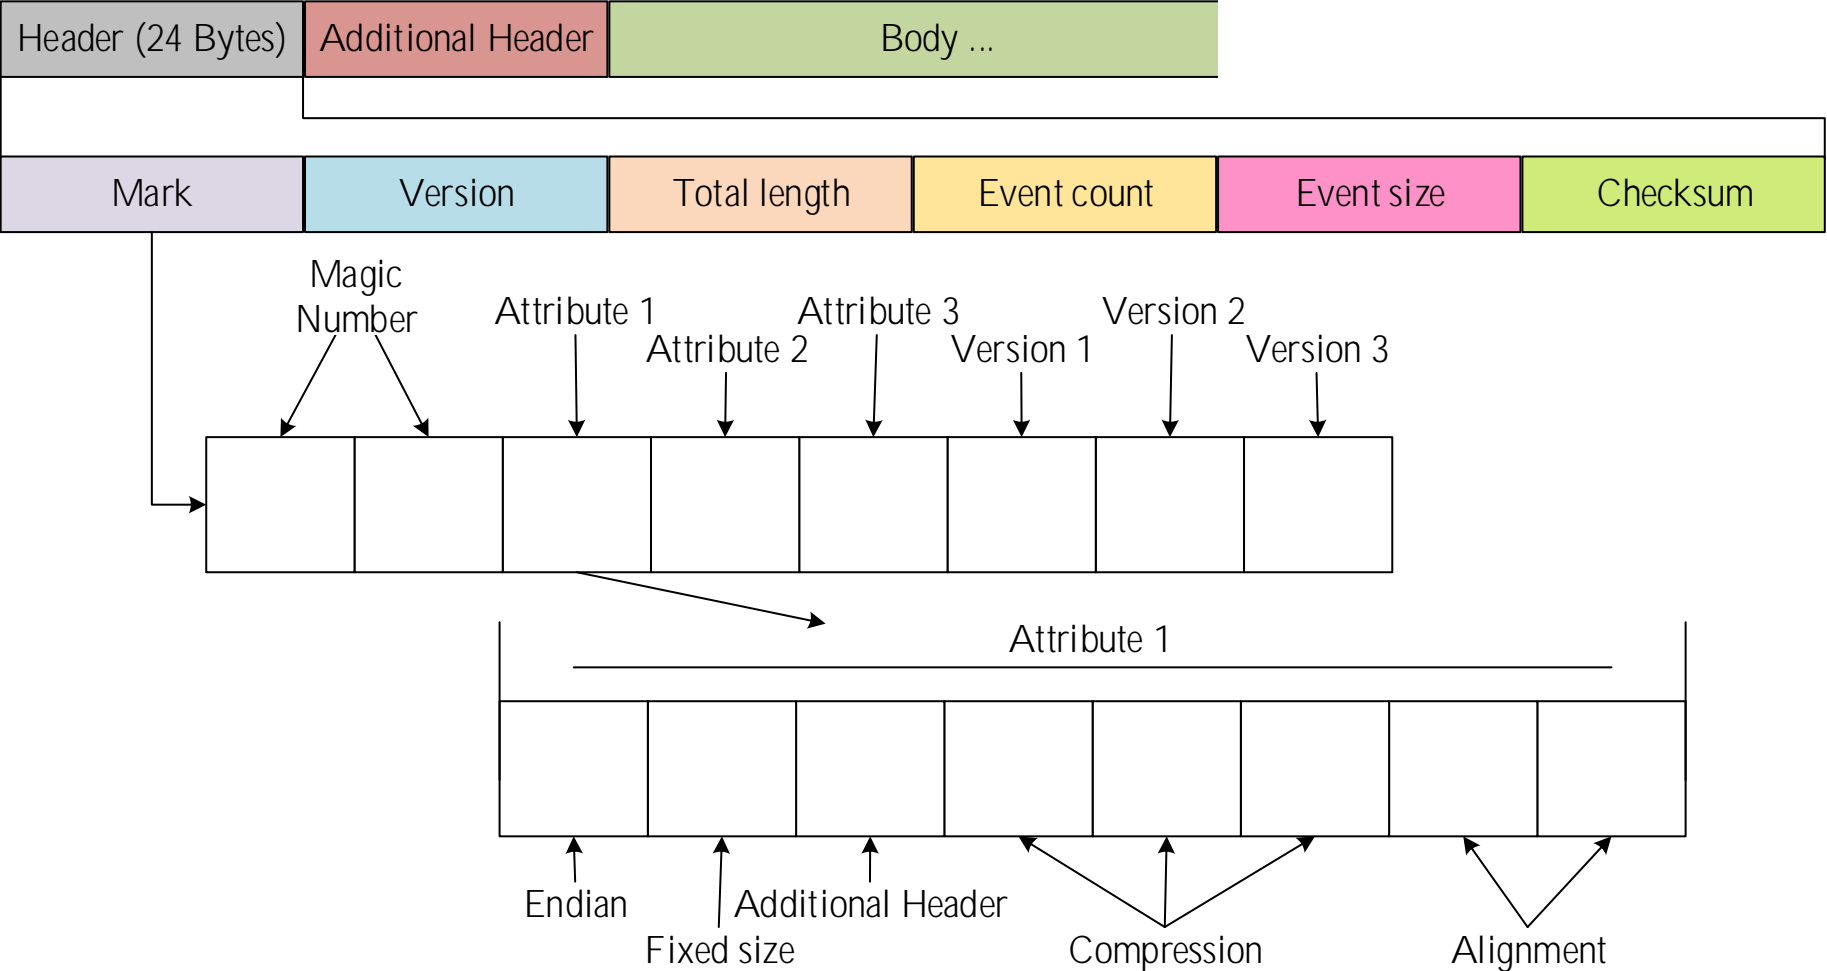 Header (24 Bytes)
Additional Header
Body ...
Mark
Version
Total length
Event count
Event size
Checksum
Magic
Number
Attribute 1
Attribute 2
Attribute 3
Version 1
Version 2
Version 3
Attribute 1
Endian
Fixed size
Additional Header
Compression
Alignment